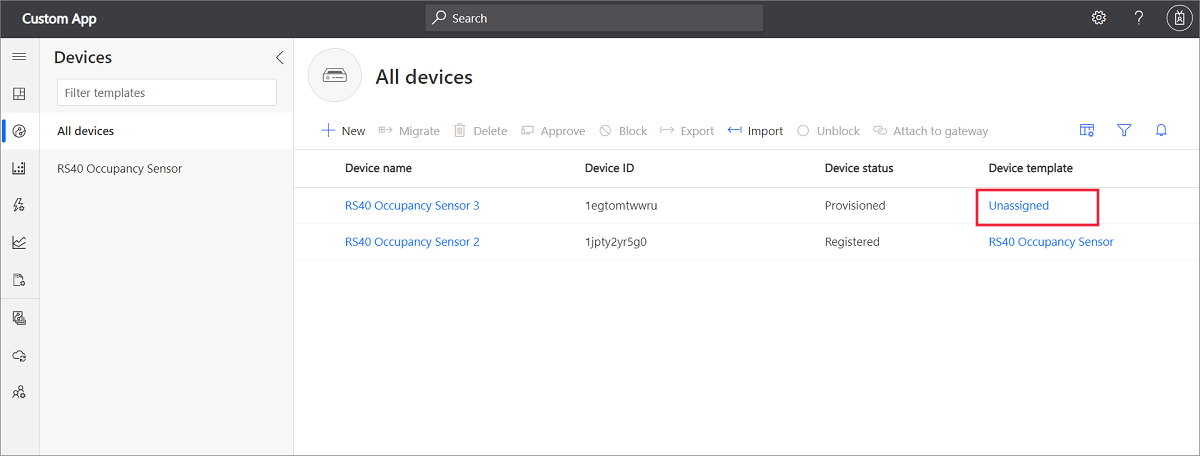 Custom App
Search
?
Devices
Filter templates
All devices
RS40 Occupancy Sensor
All devices
New Migrate Delete Approve Block Export Import Unblock Attach to gateway
Device name Device ID Device status Device template
RS40 Occupancy Sensor 3 1egtomtwwru Provisioned Unassigned
RS40 Occupancy Sensor 2 1jpty2yr5g0 Registered RS40 Occupancy Sensor